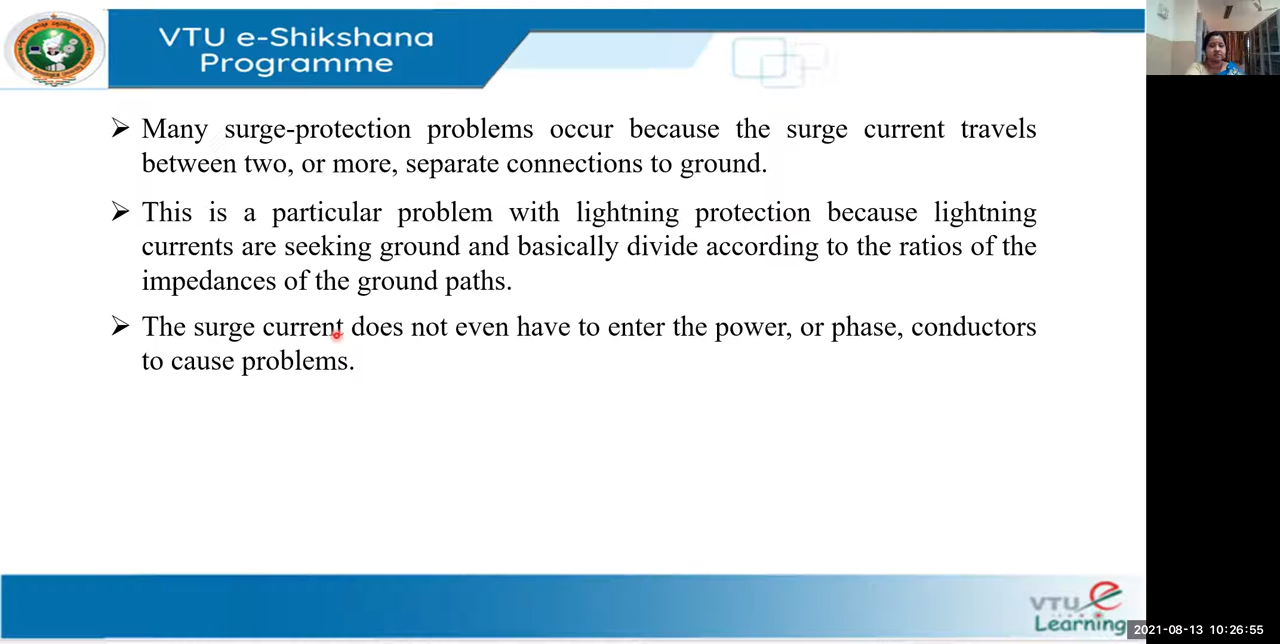 VTU e-Shikshana
Programme
➢ Many surge-protection problems occur because the surge current travels
between two, or more, separate connections to ground.
➢ This is a particular problem with lightning protection because lightning
currents are seeking ground and basically divide according to the ratios of the
impedances of the ground paths.
➢ The surge current does not even have to enter the power, or phase, conductors
to cause problems.
VTU e
Learning
2021-08-13 10:26:55